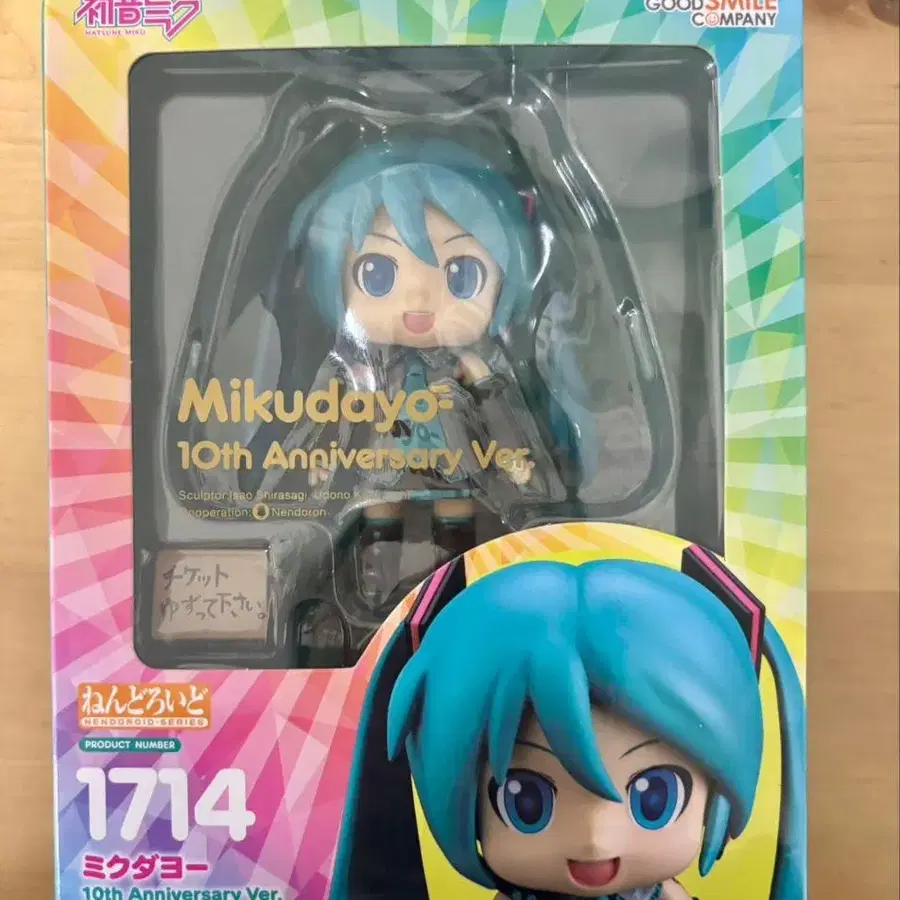 初音ミク
HATSUNE MIKU
GOOD SMILE
COMPANY
Mikudayo-
10th Anniversary Ver.
Sculptor:Isao Shirasagi, Udono K
Cooperation: Nendoron
チケット
ゆずって下さい。
ねんどろいど
NENDOROID-SERIES
PRODUCT NUMBER
1714
ミクダヨー
10th Anniversary Ver.